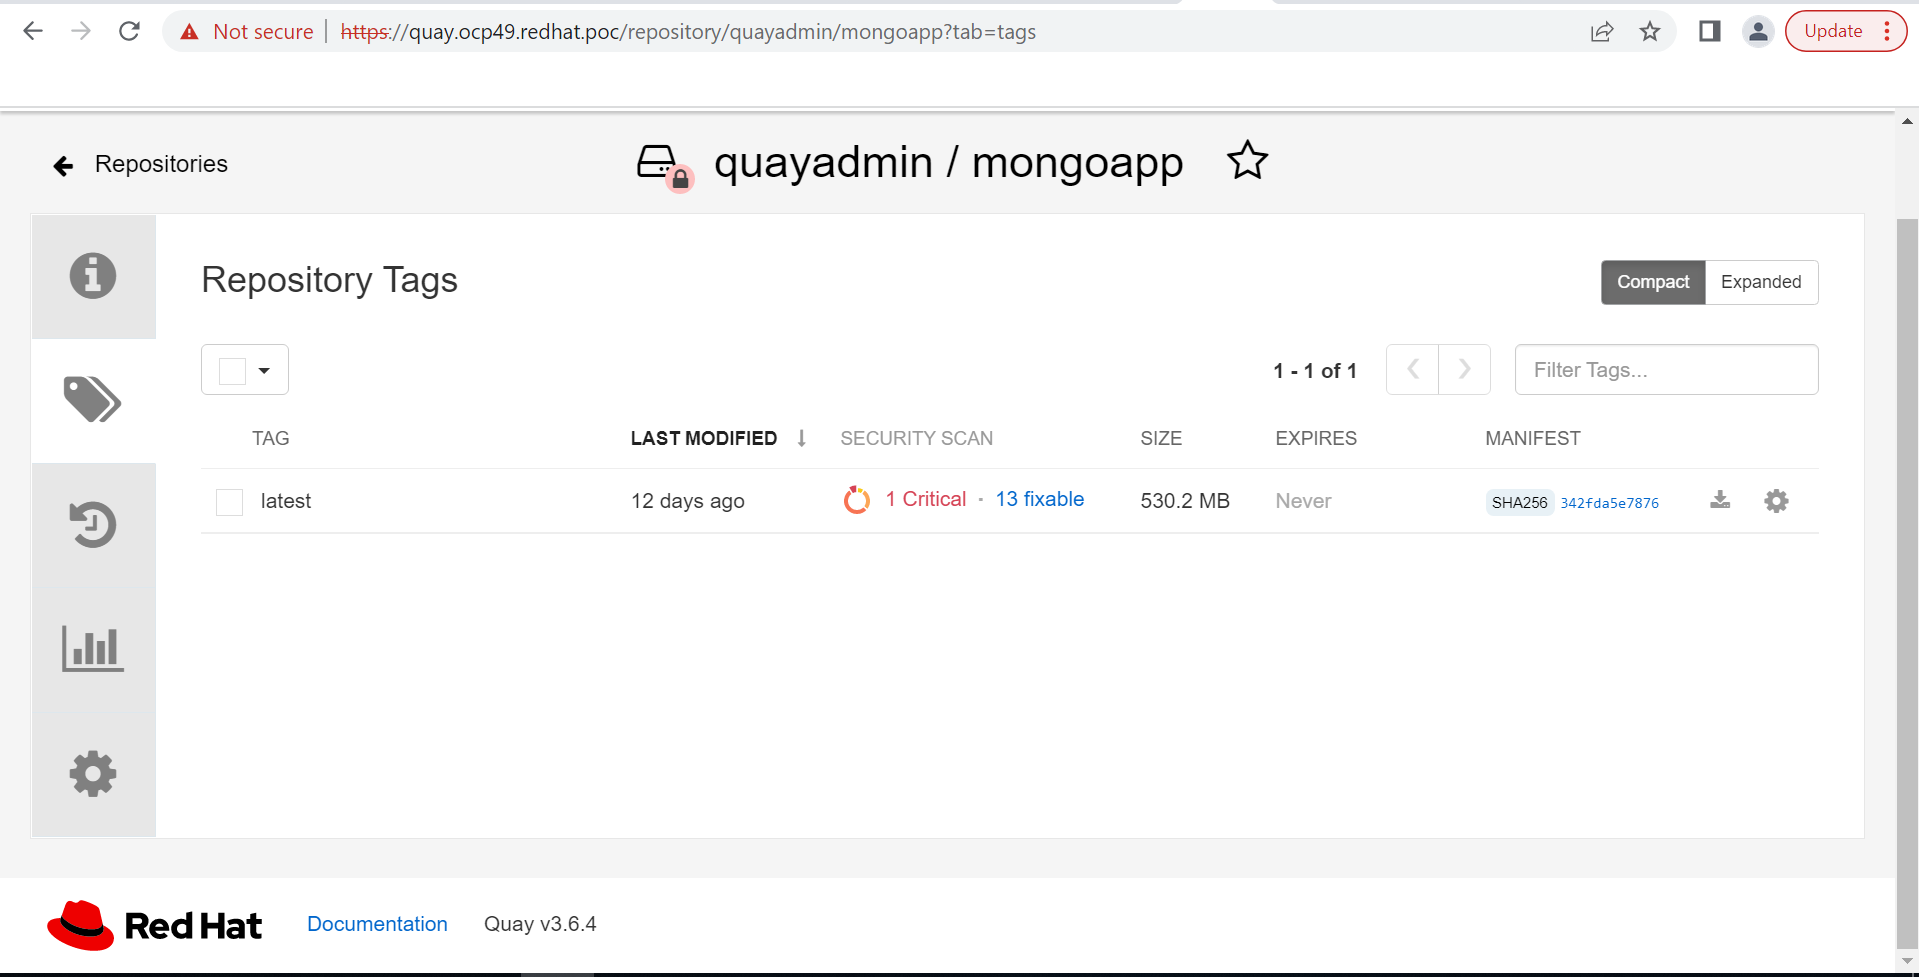 Not secure https://quay.ocp49.redhat.poc/repository/quayadmin/mongoapp?tab=tags Update
Repositories quayadmin / mongoapp
Repository Tags Compact Expanded
1 - 1 of 1 Filter Tags...
TAG LAST MODIFIED SECURITY SCAN SIZE EXPIRES MANIFEST
latest 12 days ago 1 Critical · 13 fixable 530.2 MB Never SHA256 342fda5e7876
Red Hat Documentation Quay v3.6.4